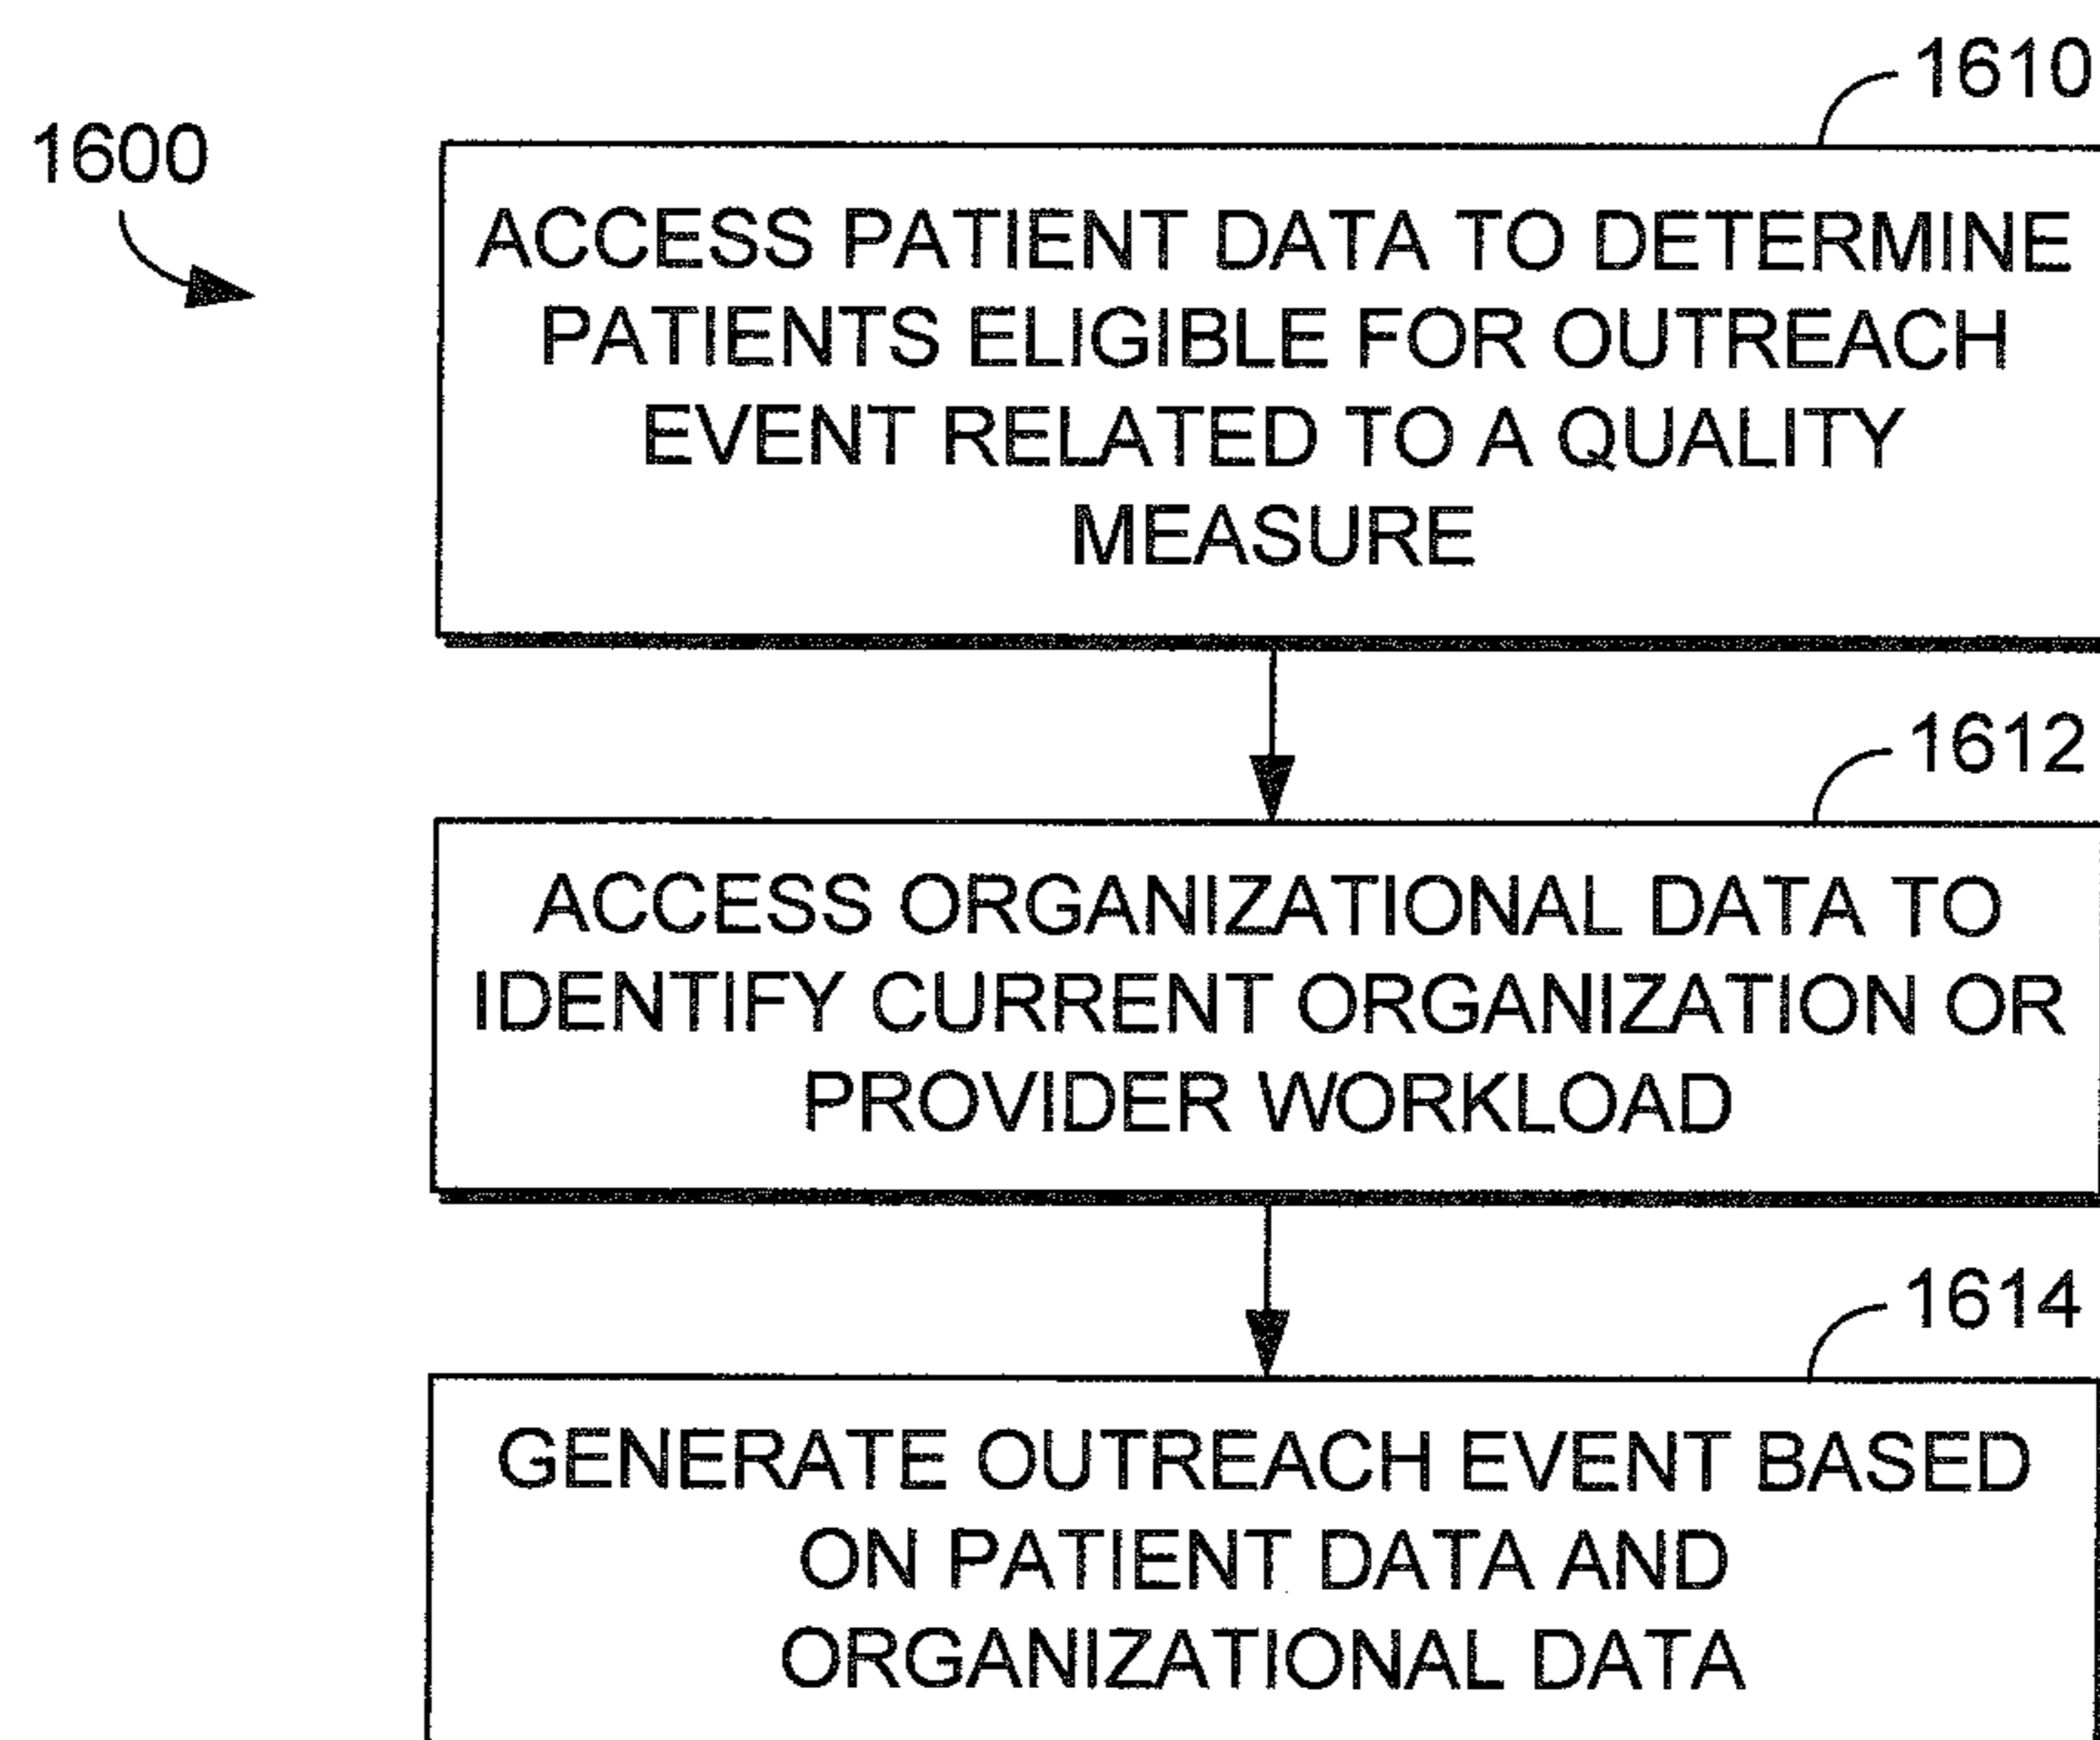 1610
1600
ACCESS PATIENT DATA TO DETERMINE
PATIENTS ELIGIBLE FOR OUTREACH
EVENT RELATED TO A QUALITY
MEASURE
1612
ACCESS ORGANIZATIONAL DATA TO
IDENTIFY CURRENT ORGANIZATION OR
PROVIDER WORKLOAD
1614
GENERATE OUTREACH EVENT BASED
ON PATIENT DATA AND
ORGANIZATIONAL DATA